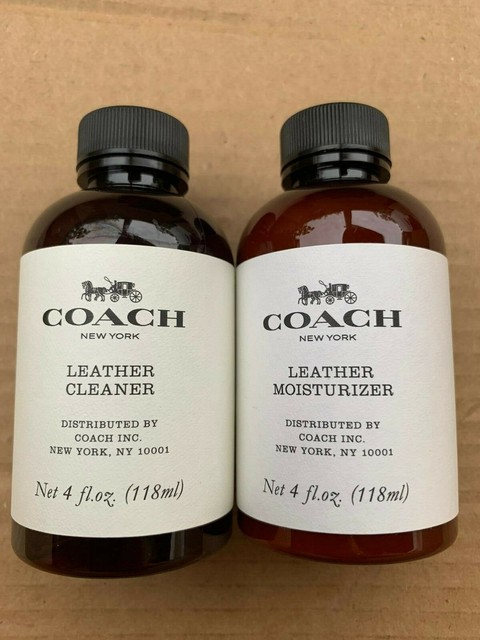 COACH
NEW YORK
LEATHER
CLEANER
DISTRIBUTED BY
COACH INC.
NEW YORK, NY 10001
Net 4 fl.oz. (118ml)
COACH
NEW YORK
LEATHER
MOISTURIZER
DISTRIBUTED BY
COACH INC.
NEW YORK, NY 10001
Net 4 fl.oz. (118ml)